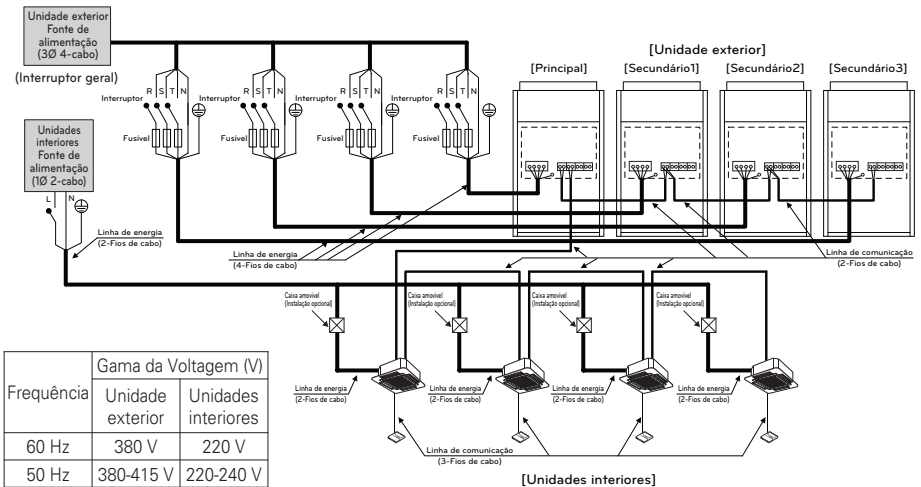 Unidade exterior
Fonte de
alimentação
(3Ø 4-cabo)
(Interruptor geral)
[Unidade exterior]
[Principal]
[Secundário1]
[Secundário2]
[Secundário3]
R S T N
R S T N
R S T N
R S T N
Interruptor
Interruptor
Interruptor
Interruptor
Fusível
Fusível
Fusível
Fusível
Unidades
interiores
Fonte de
alimentação
(1Ø 2-cabo)
L N
Linha de energia
(2-Fios de cabo)
Linha de energia
(4-Fios de cabo)
Linha de comunicação
(2-Fios de cabo)
Caixa amovível
(Instalação opcional)
Caixa amovível
(Instalação opcional)
Caixa amovível
(Instalação opcional)
Caixa amovível
(Instalação opcional)
Linha de energia
(2-Fios de cabo)
Linha de energia
(2-Fios de cabo)
Linha de energia
(2-Fios de cabo)
Linha de energia
(2-Fios de cabo)
Linha de comunicação
(3-Fios de cabo)
[Unidades interiores]
Frequência
Gama da Voltagem (V)
Unidade
exterior
Unidades
interiores
60 Hz 380 V 220 V
50 Hz 380-415 V 220-240 V